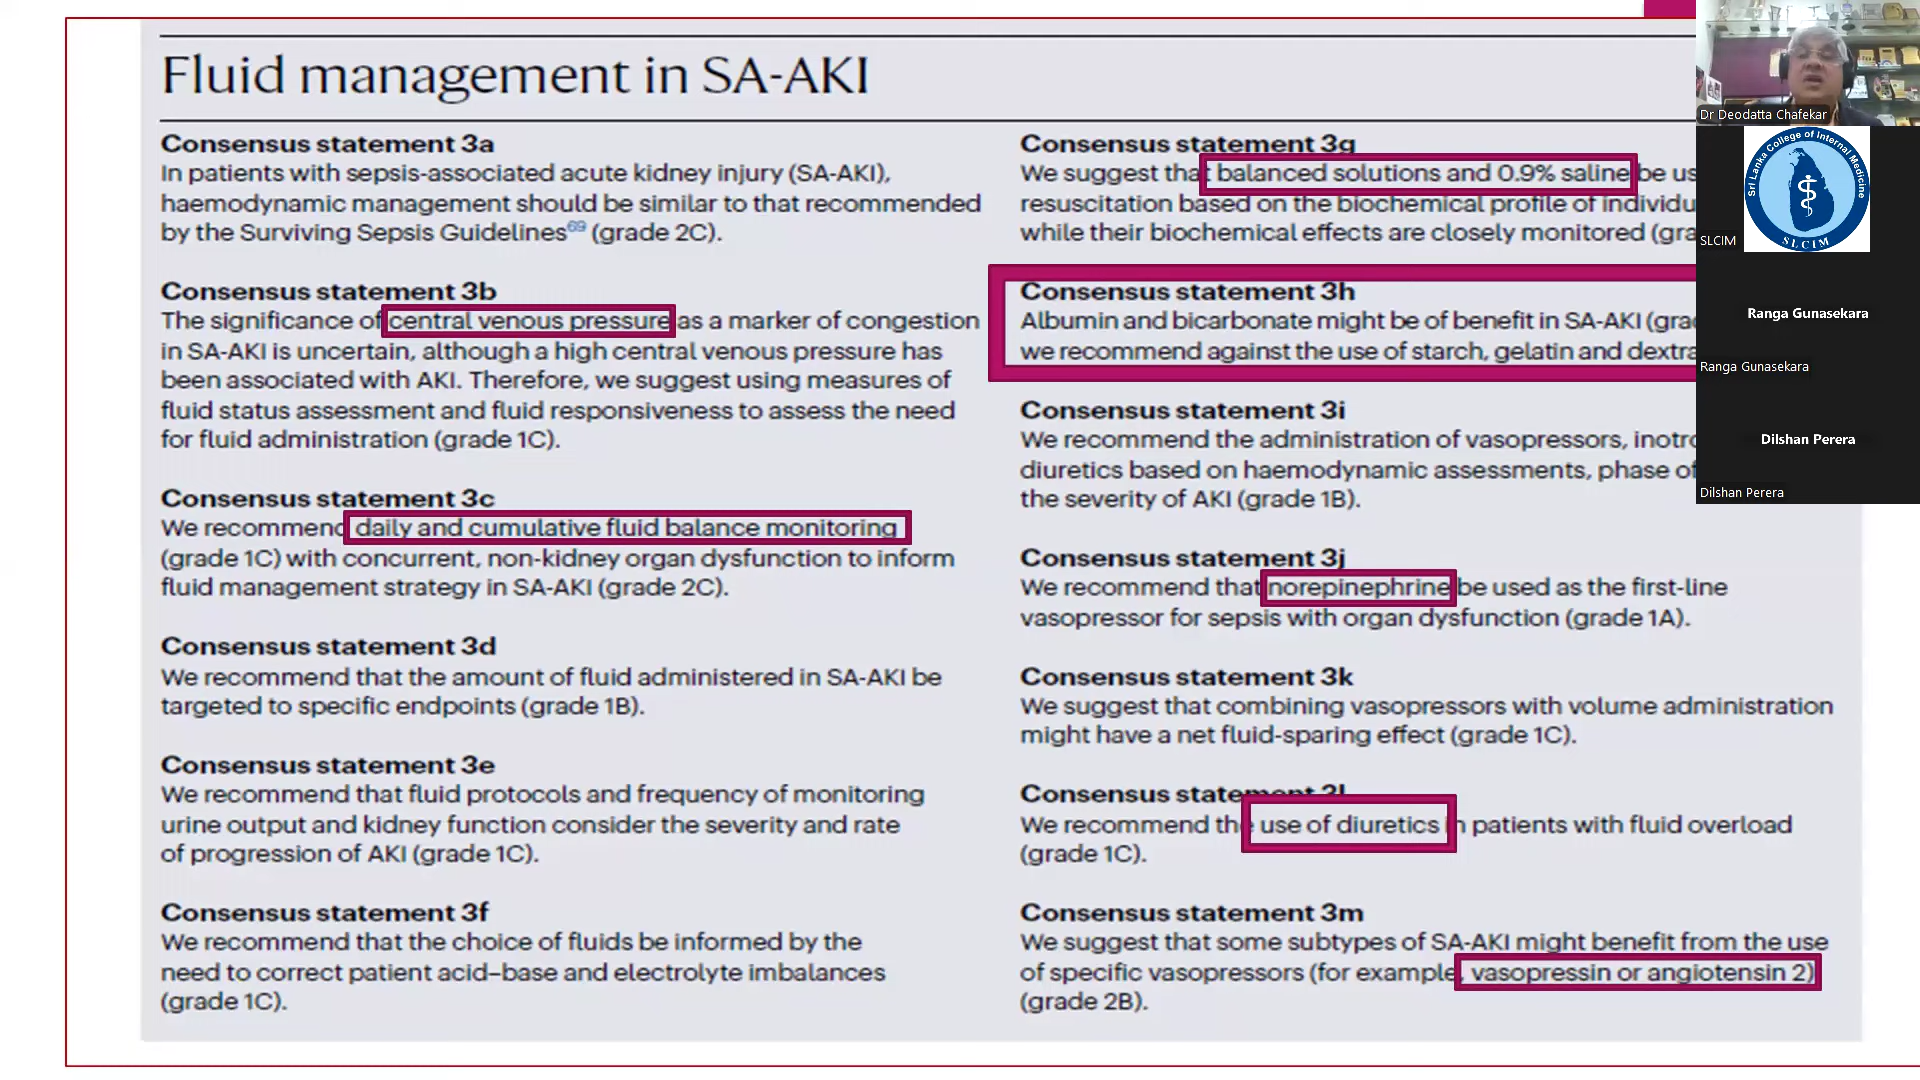 Fluid management in SA-AKI
Consensus statement 3a
In patients with sepsis-associated acute kidney injury (SA-AKI),
haemodynamic management should be similar to that recommended
by the Surviving Sepsis Guidelines69 (grade 2C).
Consensus statement 3b
The significance of central venous pressure as a marker of congestion
in SA-AKI is uncertain, although a high central venous pressure has
been associated with AKI. Therefore, we suggest using measures of
fluid status assessment and fluid responsiveness to assess the need
for fluid administration (grade 1C).
Consensus statement 3c
We recommend daily and cumulative fluid balance monitoring
(grade 1C) with concurrent, non-kidney organ dysfunction to inform
fluid management strategy in SA-AKI (grade 2C).
Consensus statement 3d
We recommend that the amount of fluid administered in SA-AKI be
targeted to specific endpoints (grade 1B).
Consensus statement 3e
We recommend that fluid protocols and frequency of monitoring
urine output and kidney function consider the severity and rate
of progression of AKI (grade 1C).
Consensus statement 3f
We recommend that the choice of fluids be informed by the
need to correct patient acid–base and electrolyte imbalances
(grade 1C).
Consensus statement 3g
We suggest that balanced solutions and 0.9% saline be
resuscitation based on the biochemical profile of
while their biochemical effects are closely monitored
Consensus statement 3h
Albumin and bicarbonate might be of benefit in SA-AKI
we recommend against the use of starch, gelatin and
Consensus statement 3i
We recommend the administration of vasopressors,
diuretics based on haemodynamic assessments, phase of
the severity of AKI (grade 1B).
Consensus statement 3j
We recommend that norepinephrine be used as the first-line
vasopressor for sepsis with organ dysfunction (grade 1A).
Consensus statement 3k
We suggest that combining vasopressors with volume administration
might have a net fluid-sparing effect (grade 1C).
Consensus statement 3l
We recommend the use of diuretics in patients with fluid overload
(grade 1C).
Consensus statement 3m
We suggest that some subtypes of SA-AKI might benefit from the use
of specific vasopressors (for example, vasopressin or angiotensin 2)
(grade 2B).
Dr Deodatta Chafekar
Sri Lanka College of Internal Medicine
SLCIM
SLCIM
Ranga Gunasekara
Ranga Gunasekara
Dilshan Perera
Dilshan Perera